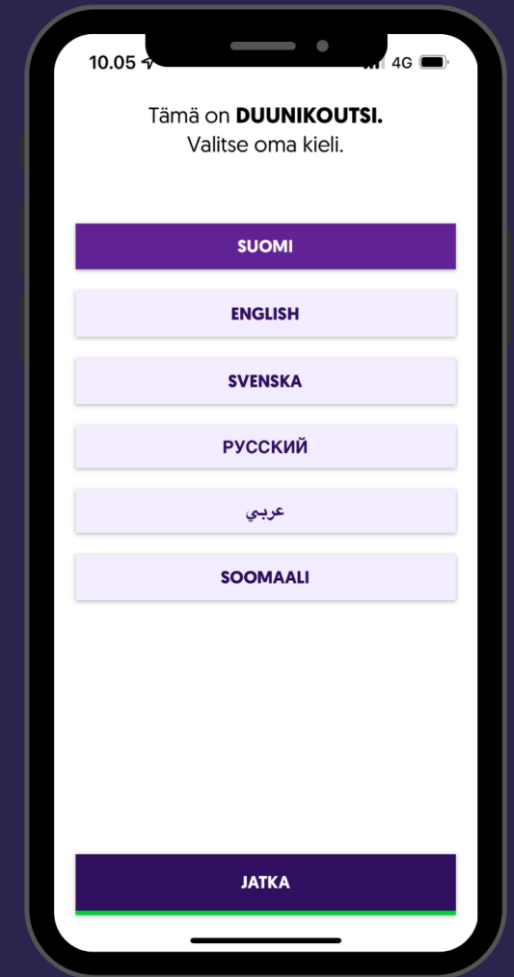 10.05
4G
Tämä on DUUNIKOUTSI.
Valitse oma kieli.
SUOMI
ENGLISH
SVENSKA
РУССКИЙ
عربي
SOOMAALI
JATKA